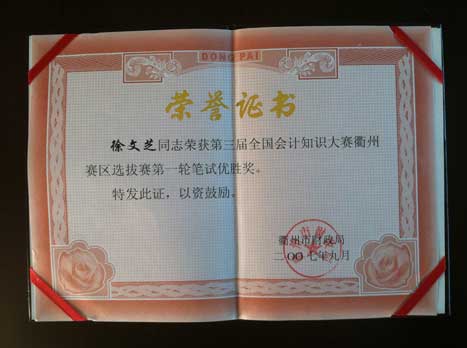 DONG PAI
荣誉证书
徐文芝同志荣获第三届全国会计知识大赛衢州
赛区选拔赛第一轮笔试优胜奖。
特发此证，以资鼓励。
衢州市财政局
二〇〇七年九月